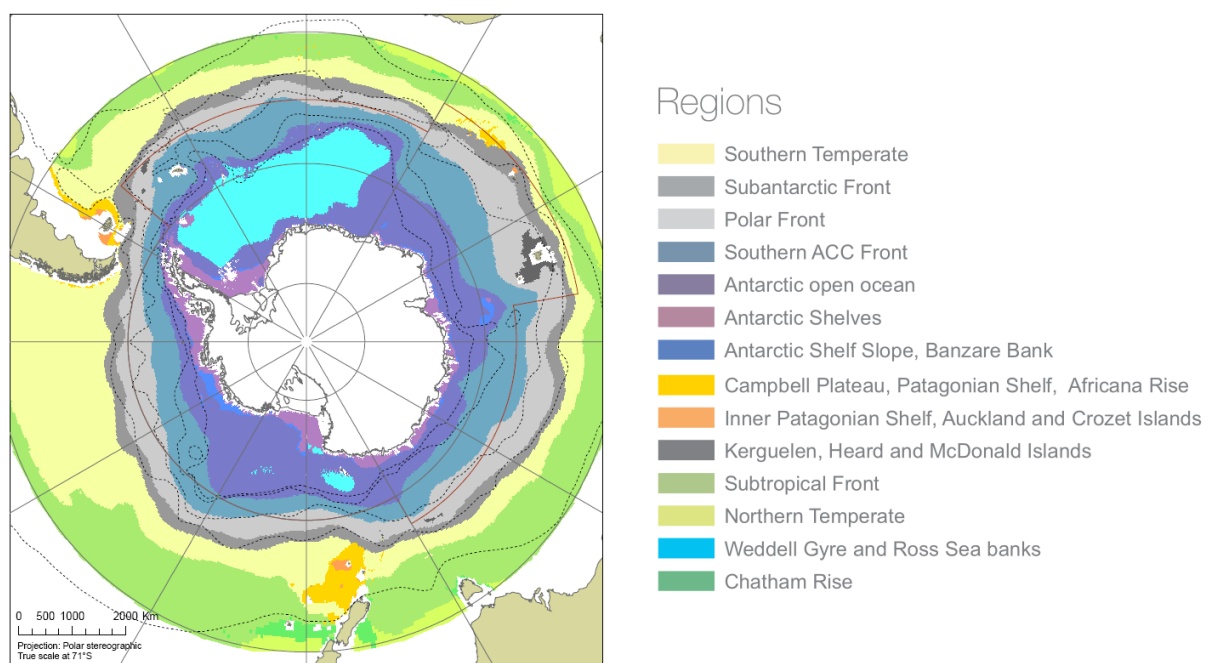 0 500 1000 2000 Km
Projection: Polar stereographic
True scale at 71°S
Regions
Southern Temperate
Subantarctic Front
Polar Front
Southern ACC Front
Antarctic open ocean
Antarctic Shelves
Antarctic Shelf Slope, Banzare Bank
Campbell Plateau, Patagonian Shelf, Africana Rise
Inner Patagonian Shelf, Auckland and Crozet Islands
Kerguelen, Heard and McDonald Islands
Subtropical Front
Northern Temperate
Weddell Gyre and Ross Sea banks
Chatham Rise